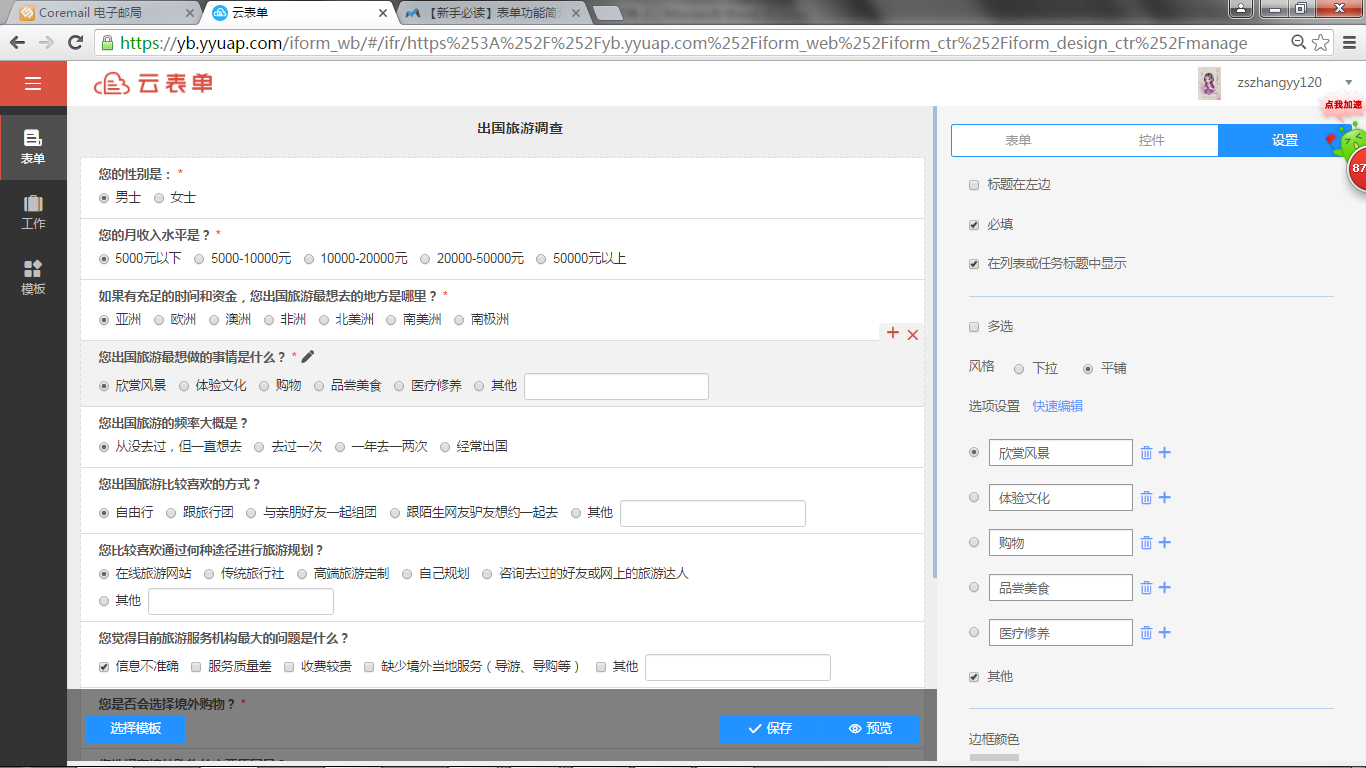 Coremail 电子邮局
云表单
【新手必读】表单功能简
https://yb.yyuap.com/iform_wb/#/ifr/https%253A%252F%252Fyb.yyuap.com%252Fiform_web%252Fiform_ctr%252Fiform_design_ctr%252Fmanage
云表单
zszhangyy120
点我加速
87
表单
工作
模板
出国旅游调查
您的性别是： *
男士 女士
您的月收入水平是？ *
5000元以下 5000-10000元 10000-20000元 20000-50000元 50000元以上
如果有充足的时间和资金，您出国旅游最想去的地方是哪里？ *
亚洲 欧洲 澳洲 非洲 北美洲 南美洲 南极洲
您出国旅游最想做的事情是什么？ *
欣赏风景 体验文化 购物 品尝美食 医疗修养 其他
您出国旅游的频率大概是？
从没去过，但一直想去 去过一次 一年去一两次 经常出国
您出国旅游比较喜欢的方式？
自由行 跟旅行团 与亲朋好友一起组团 跟陌生网友驴友想约一起去 其他
您比较喜欢通过何种途径进行旅游规划？
在线旅游网站 传统旅行社 高端旅游定制 自己规划 咨询去过的好友或网上的旅游达人
其他
您觉得目前旅游服务机构最大的问题是什么？
信息不准确 服务质量差 收费较贵 缺少境外当地服务（导游、导购等） 其他
您是否会选择境外购物？ *
选择模板 保存 预览
表单 控件 设置
标题在左边
必填
在列表或任务标题中显示
多选
风格 下拉 平铺
选项设置 快速编辑
欣赏风景
体验文化
购物
品尝美食
医疗修养
其他
边框颜色